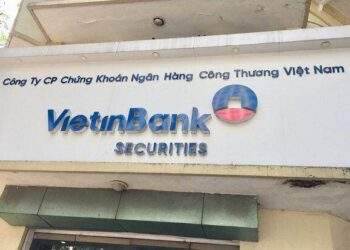 Công Ty CP Chứng Khoán Ngân Hàng Công Thương Việt Nam
VietinBank
SECURITIES